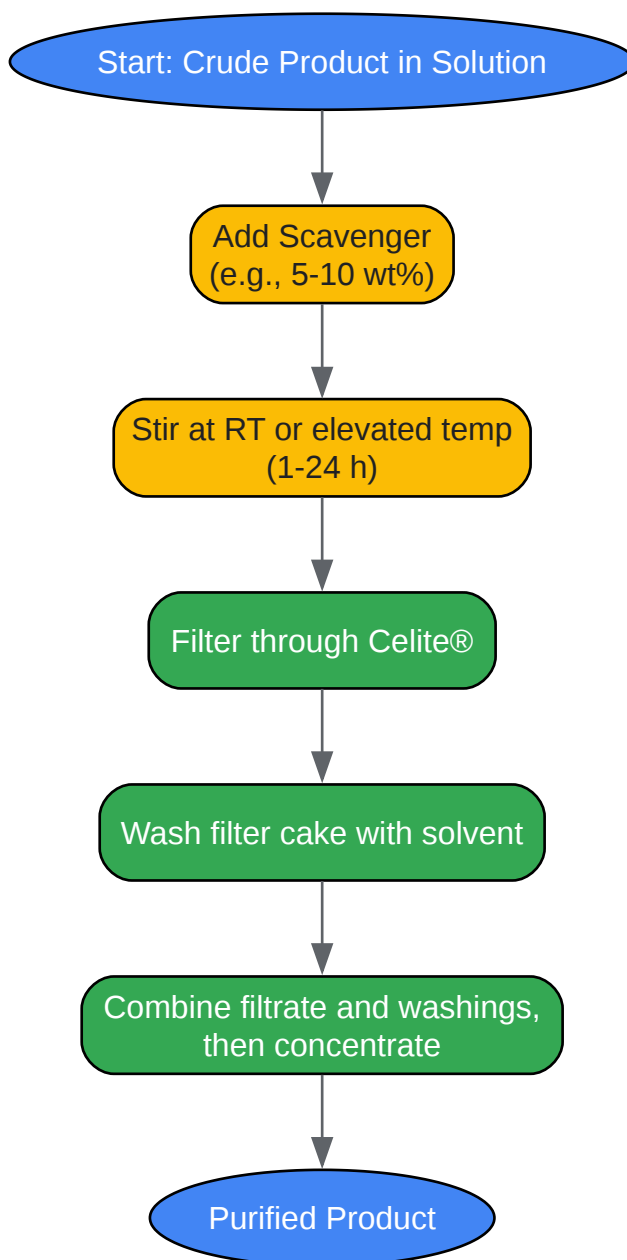 Start: Crude Product in Solution
Add Scavenger
(e.g., 5-10 wt%)
Stir at RT or elevated temp
(1-24 h)
Filter through Celite®
Wash filter cake with solvent
Combine filtrate and washings,
then concentrate
Purified Product